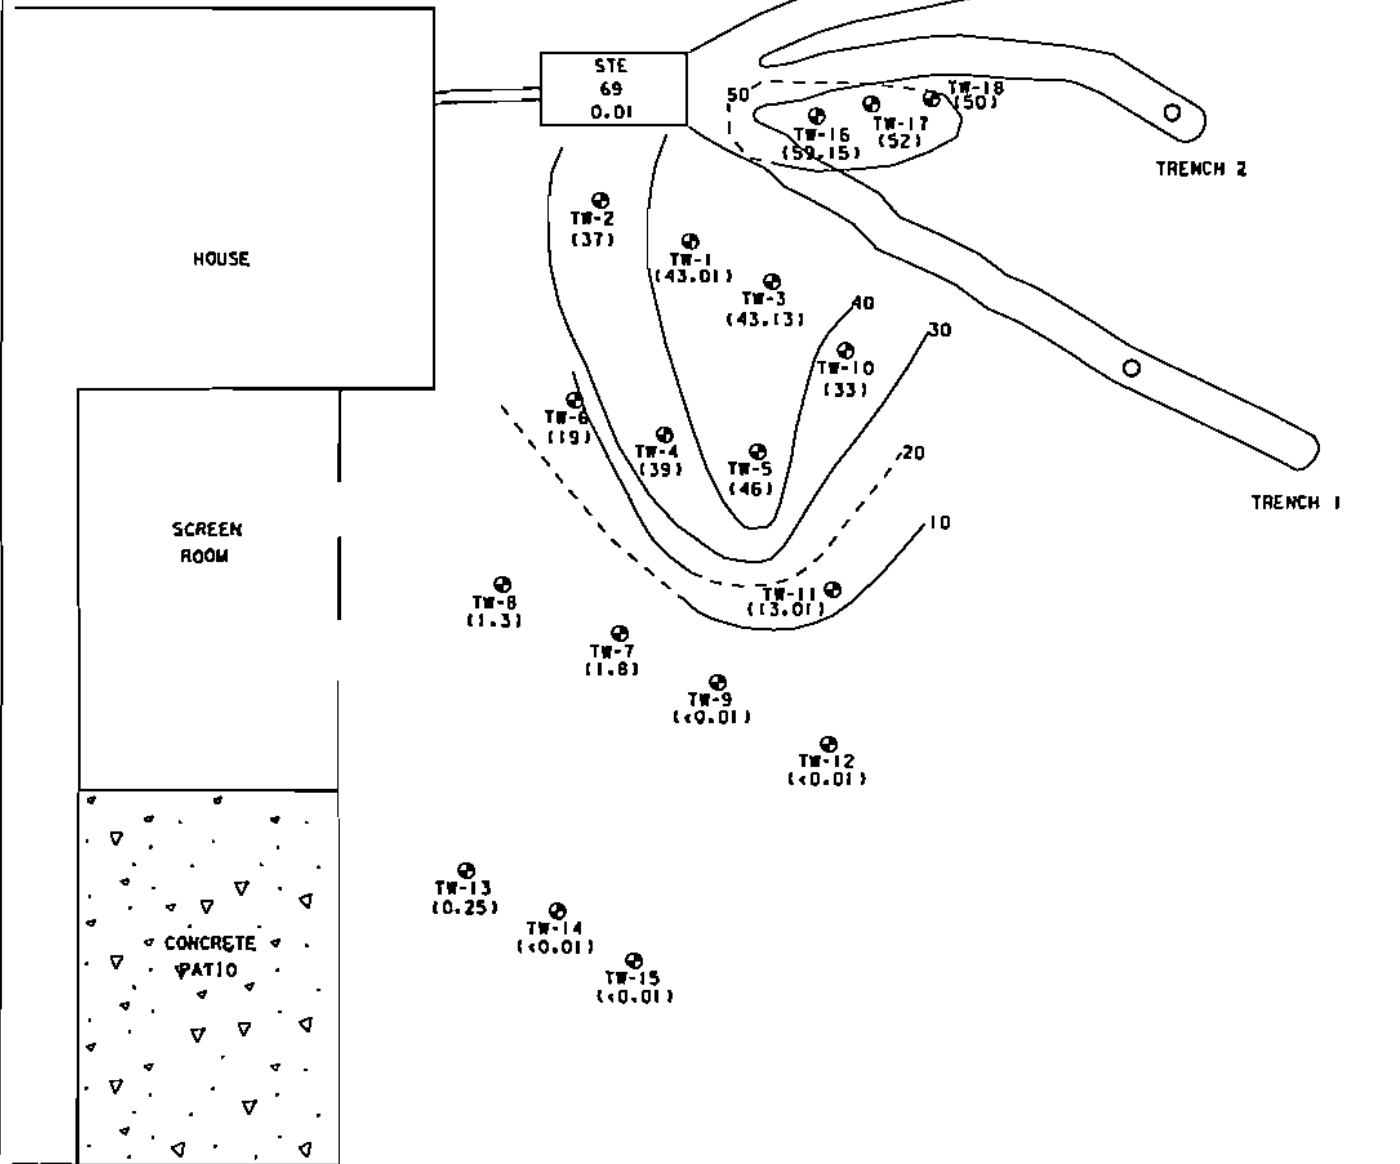 STE
69
0.01
50
TW-18
(50)
TW-17
(52)
TW-16
(59.15)
TRENCH 2
TW-2
(37)
TW-1
(43.01)
TW-3
(43.13)
HOUSE
40
30
TW-10
(33)
TW-6
(19)
TW-4
(39)
TW-5
(46)
20
TRENCH 1
10
SCREEN
ROOM
TW-11
(13.01)
TW-8
(1.3)
TW-7
(1.8)
TW-9
(<0.01)
TW-12
(<0.01)
TW-13
(0.25)
TW-14
(<0.01)
CONCRETE
PATIO
TW-15
(<0.01)